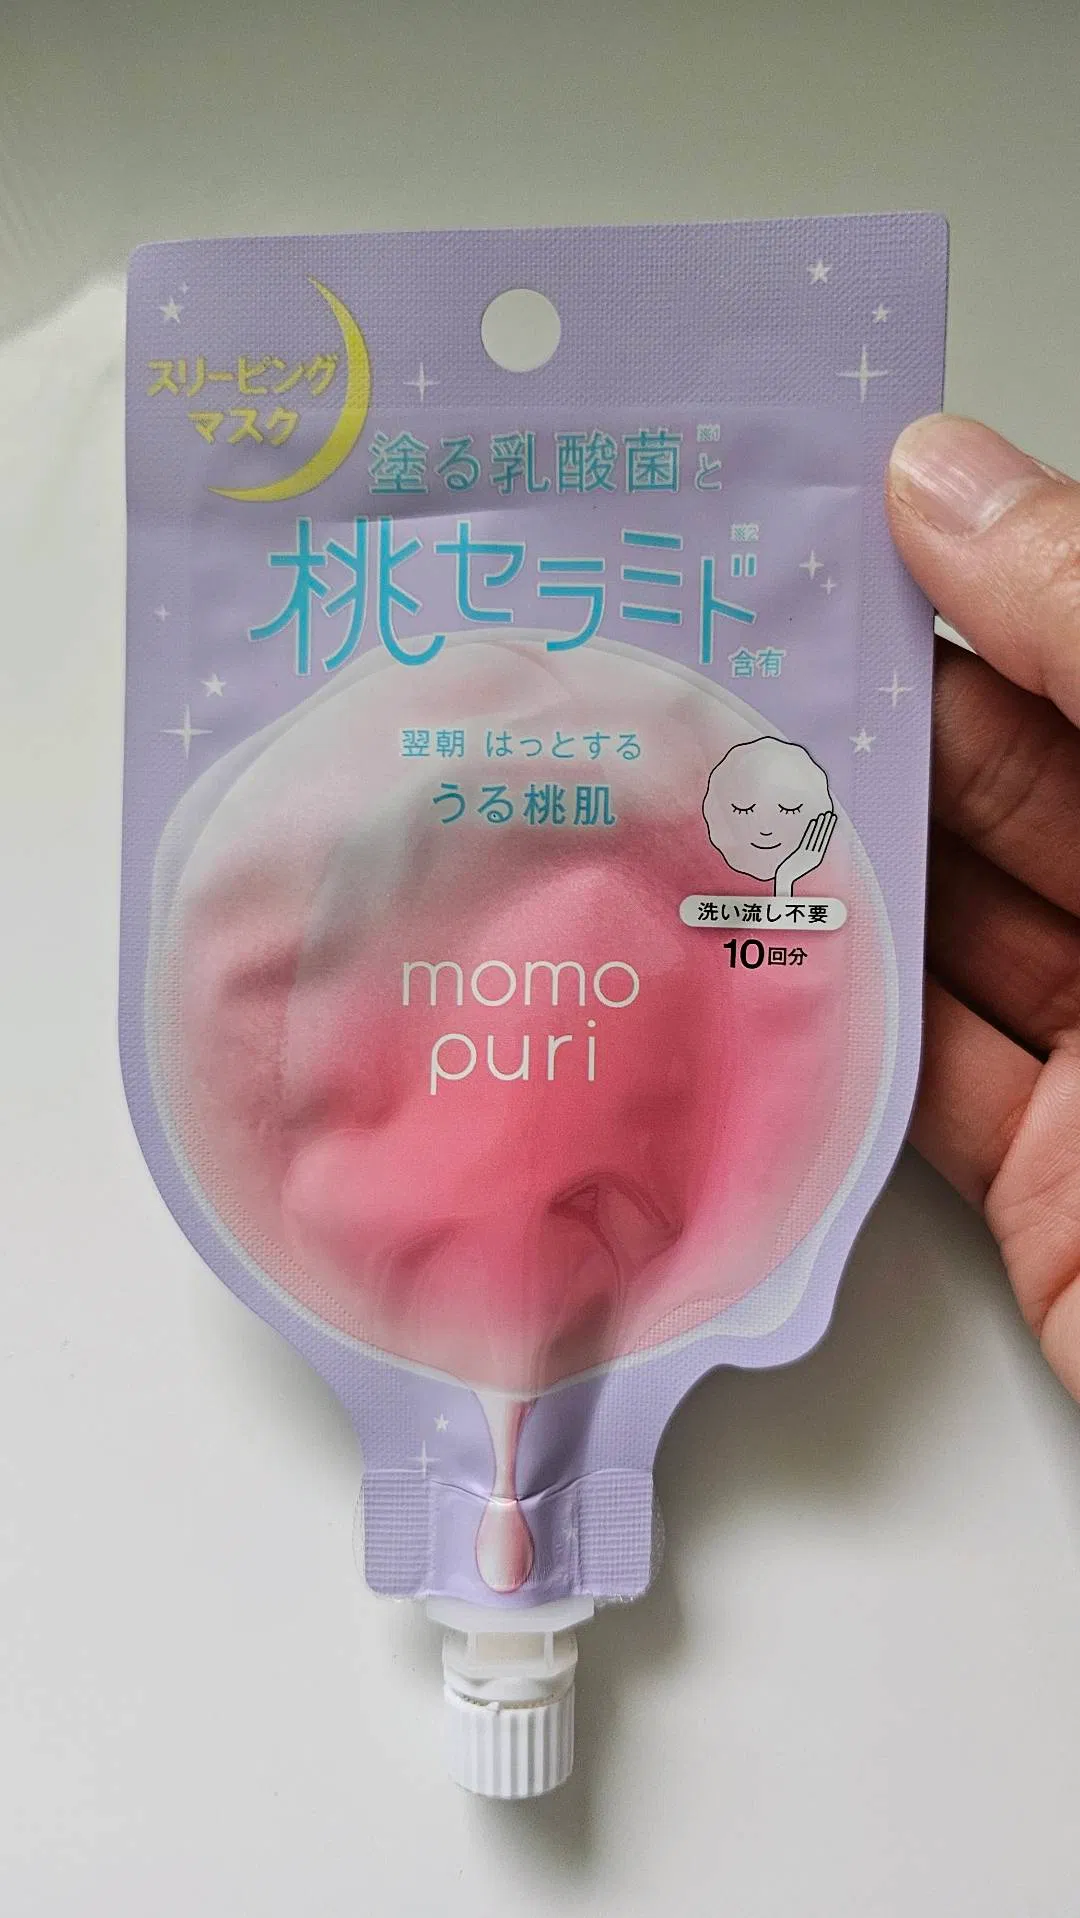 スリーピング
マスク
塗る乳酸菌※1と
桃セラミド※2
含有
翌朝 はっとする
うる桃肌
洗い流し不要
10回分
momo
puri